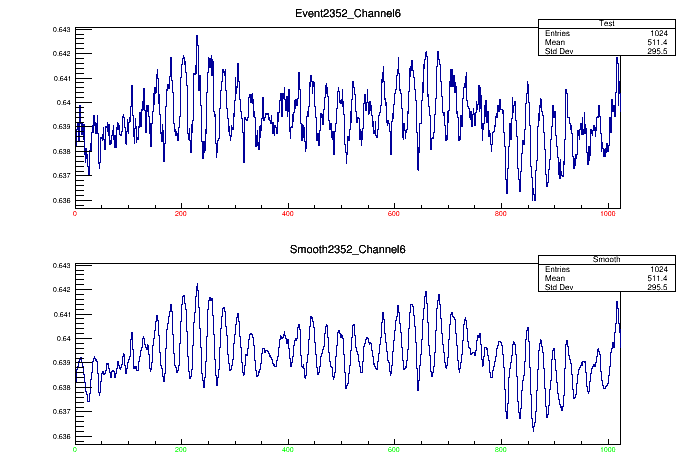 Event2352_Channel6
Test
Entries 1024
Mean 511.4
Std Dev 295.5
0.643
0.642
0.641
0.64
0.639
0.638
0.637
0.636
0 200 400 600 800 1000
Smooth2352_Channel6
Smooth
Entries 1024
Mean 511.4
Std Dev 295.5
0.643
0.642
0.641
0.64
0.639
0.638
0.637
0.636
0 200 400 600 800 1000